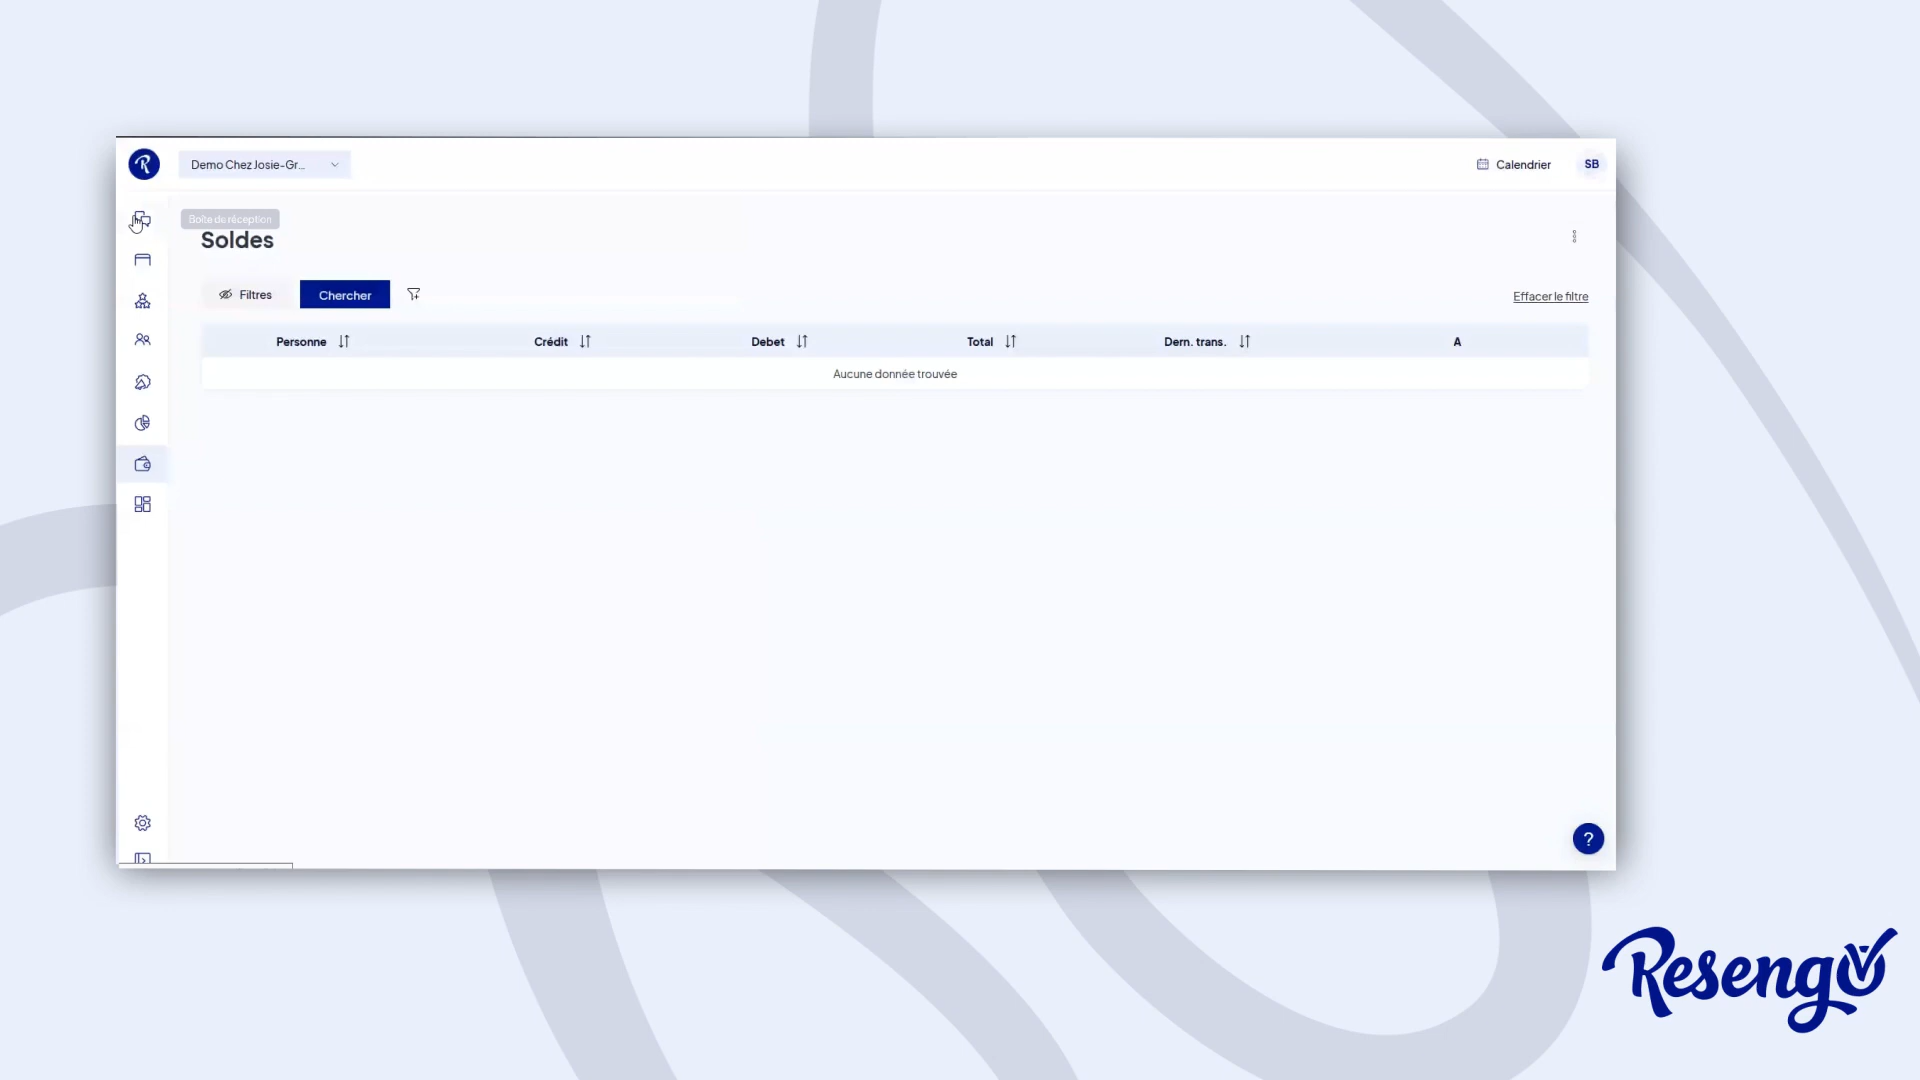 R
Demo Chez Josie-Gr...
Calendrier
SB
Boîte de réception
Soldes
Filtres
Chercher
Effacer le filtre
Personne
Crédit
Debet
Total
Dern. trans.
A
Aucune donnée trouvée
?
Resengo